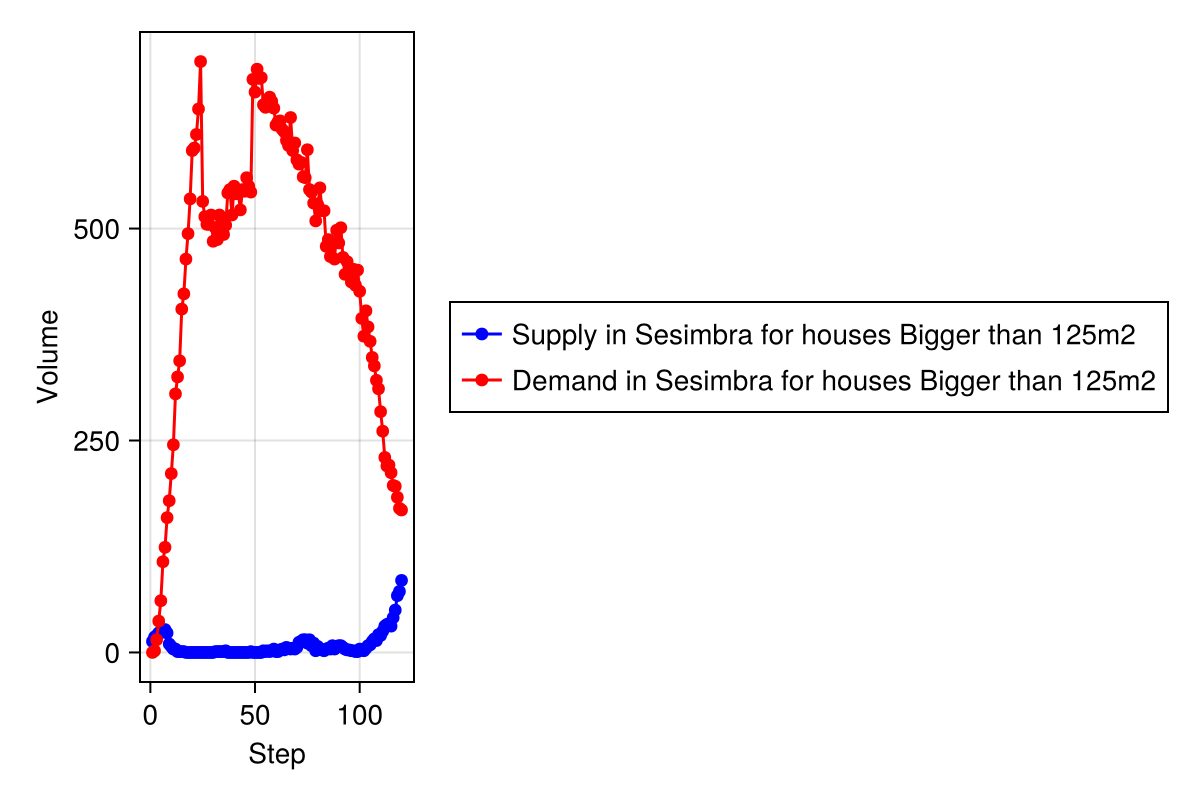 500
250
0
Volume
0 50 100
Step
Supply in Sesimbra for houses Bigger than 125m2
Demand in Sesimbra for houses Bigger than 125m2